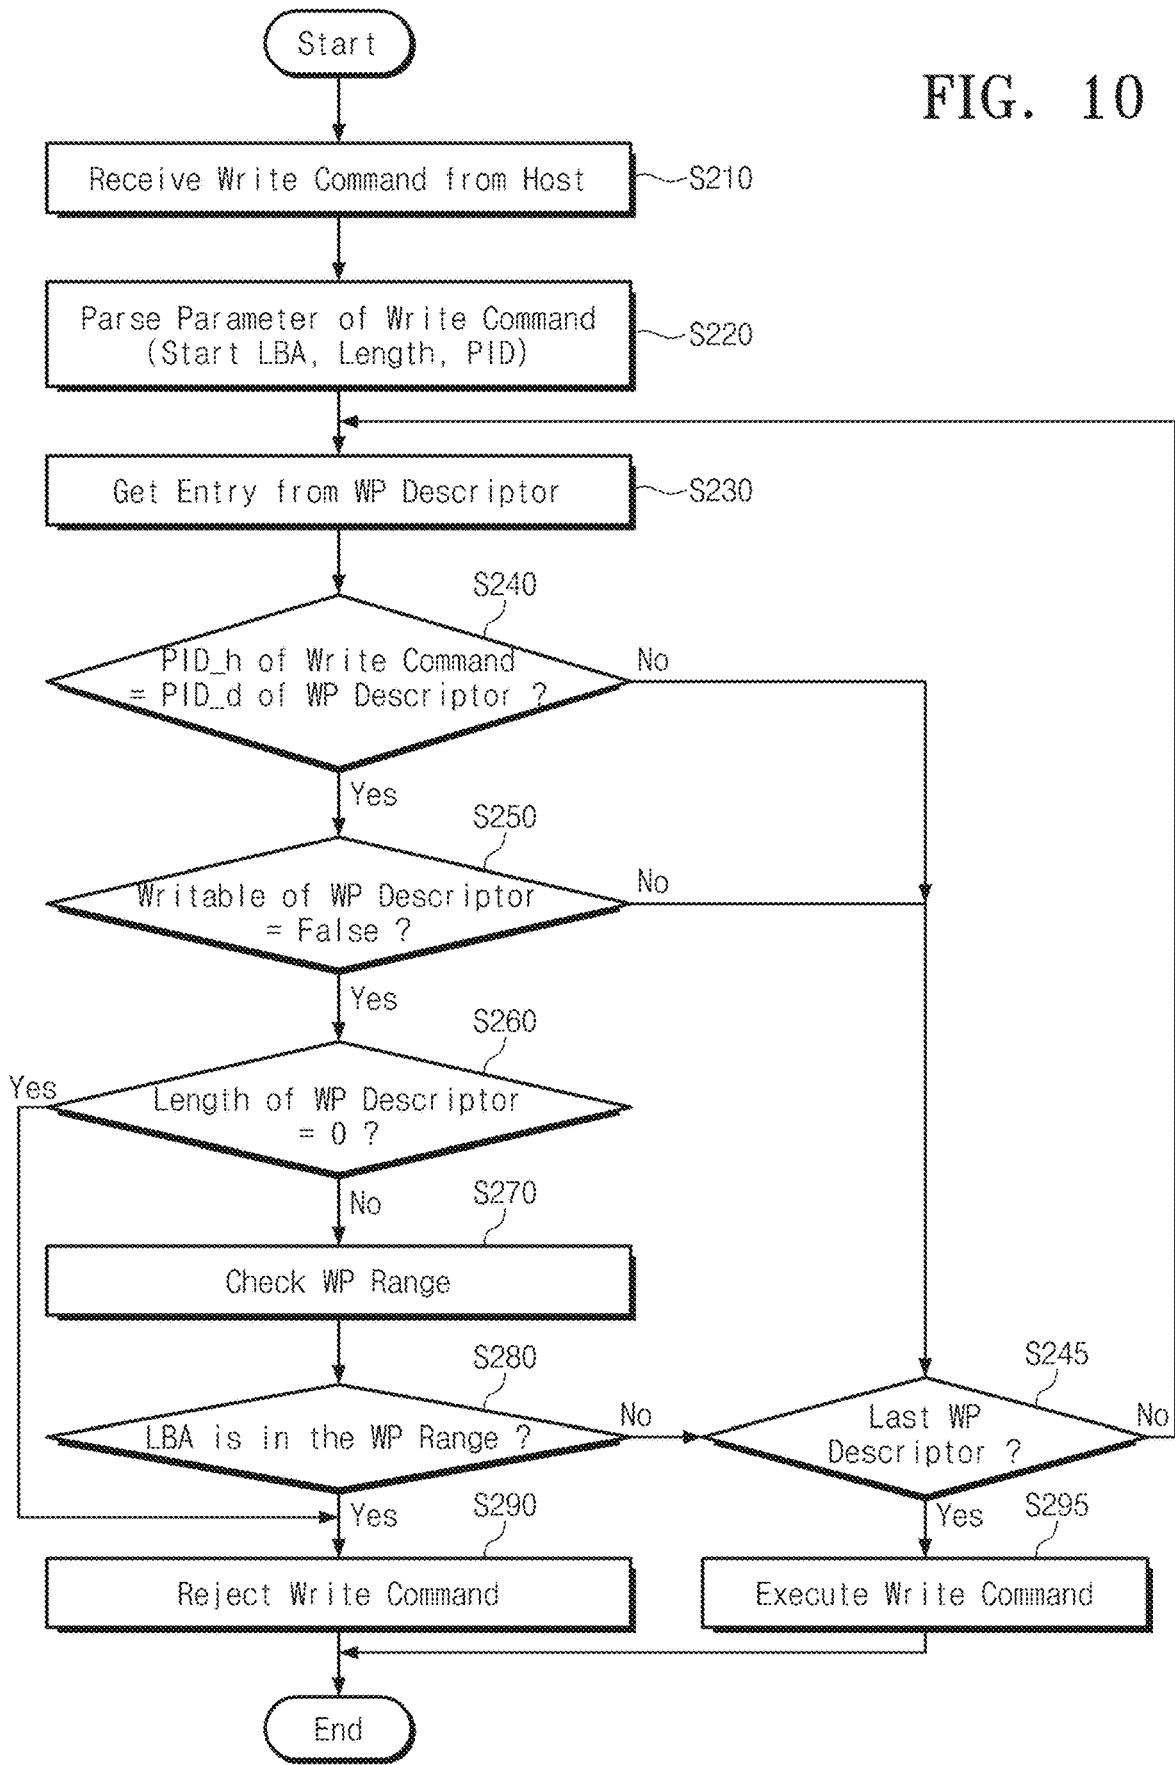 Start
FIG. 10
Receive Write Command from Host
S210
Parse Parameter of Write Command
(Start LBA, Length, PID)
S220
Get Entry from WP Descriptor
S230
S240
PID_h of Write Command
= PID_d of WP Descriptor ?
No
Yes
S250
Writable of WP Descriptor
= False ?
No
Yes
S260
Yes
Length of WP Descriptor
= 0 ?
No
S270
Check WP Range
S280
LBA is in the WP Range ?
No
S245
Last WP
Descriptor ?
No
Yes
S290
Yes
S295
Reject Write Command
Execute Write Command
End